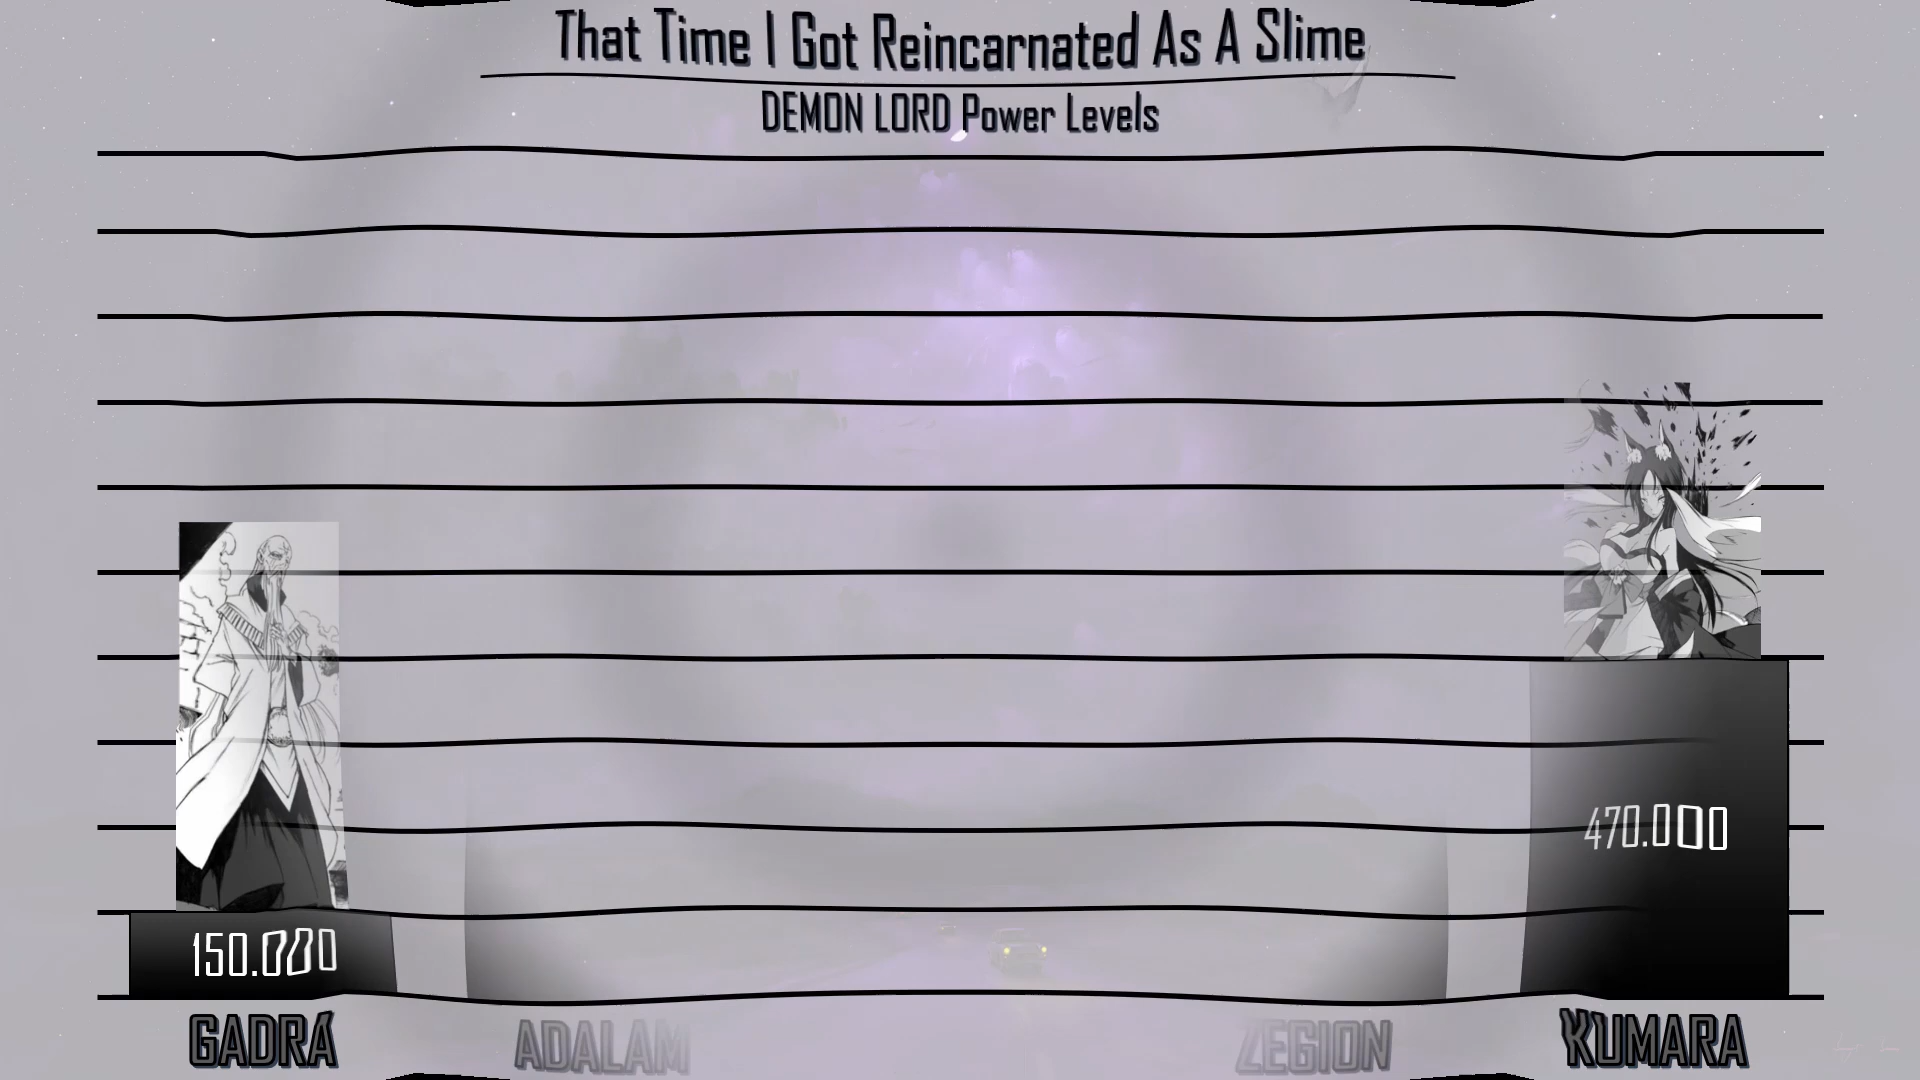 That Time I Got Reincarnated As A Slime
DEMON LORD Power Levels
470.000
150.000
GADRA
ADALAM
ZEGION
KUMARA